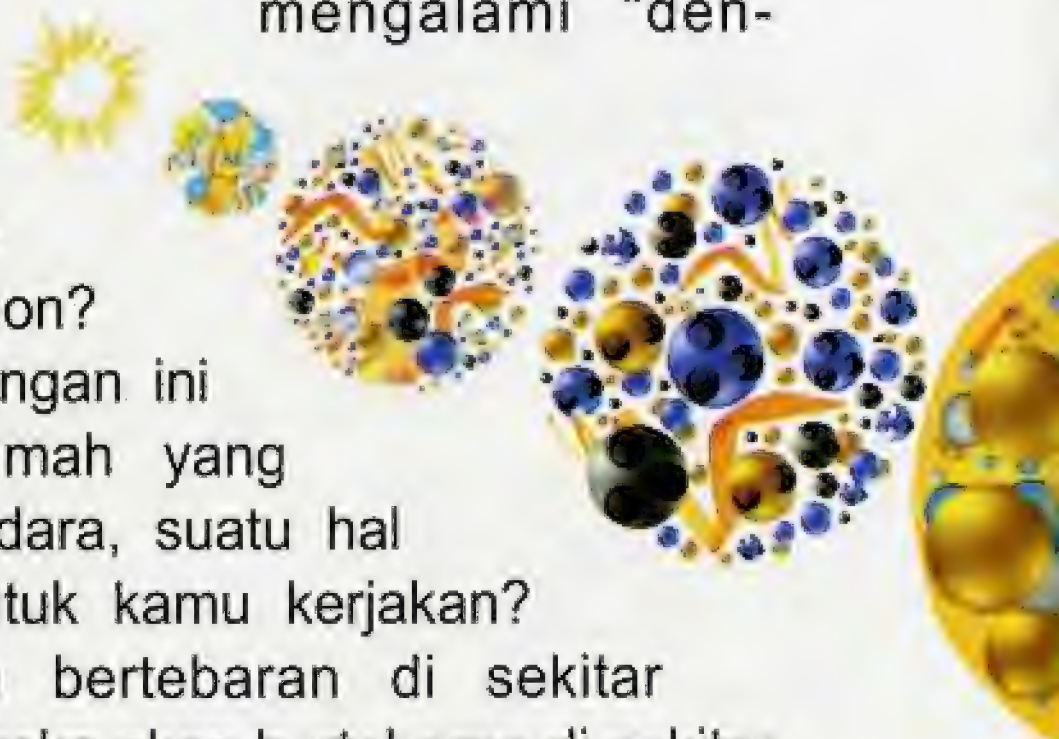 mengalami "den-
on?
ngan ini
mah yang
dara, suatu hal
tuk kamu kerjakan?
bertebaran di sekitar